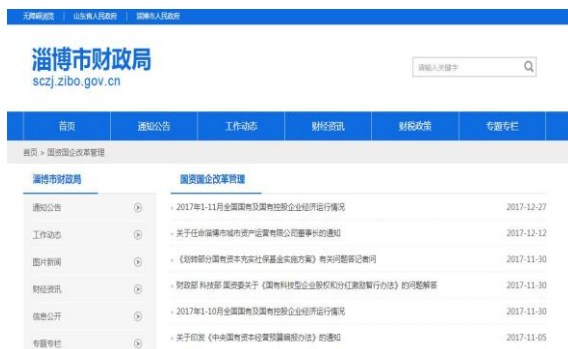 无障碍浏览 | 山东省人民政府 | 淄博市人民政府
淄博市财政局
sczj.zibo.gov.cn
请输入关键字
首页 通知公告 工作动态 财经资讯 财税政策 专题专栏
首页 > 国资国企改革管理
淄博市财政局
国资国企改革管理
通知公告
2017年1-11月全国国有及国有控股企业经济运行情况 2017-12-27
工作动态
关于任命淄博市城市资产运营有限公司董事长的通知 2017-12-12
图片新闻
《划转部分国有资本充实社保基金实施方案》有关问题答记者问 2017-11-30
财经资讯
财政部 科技部 国资委关于《国有科技型企业股权和分红激励暂行办法》的问题解答 2017-11-30
信息公开
2017年1-10月全国国有及国有控股企业经济运行情况 2017-11-30
专题专栏
关于印发《中央国有资本经营预算编报办法》的通知 2017-11-05